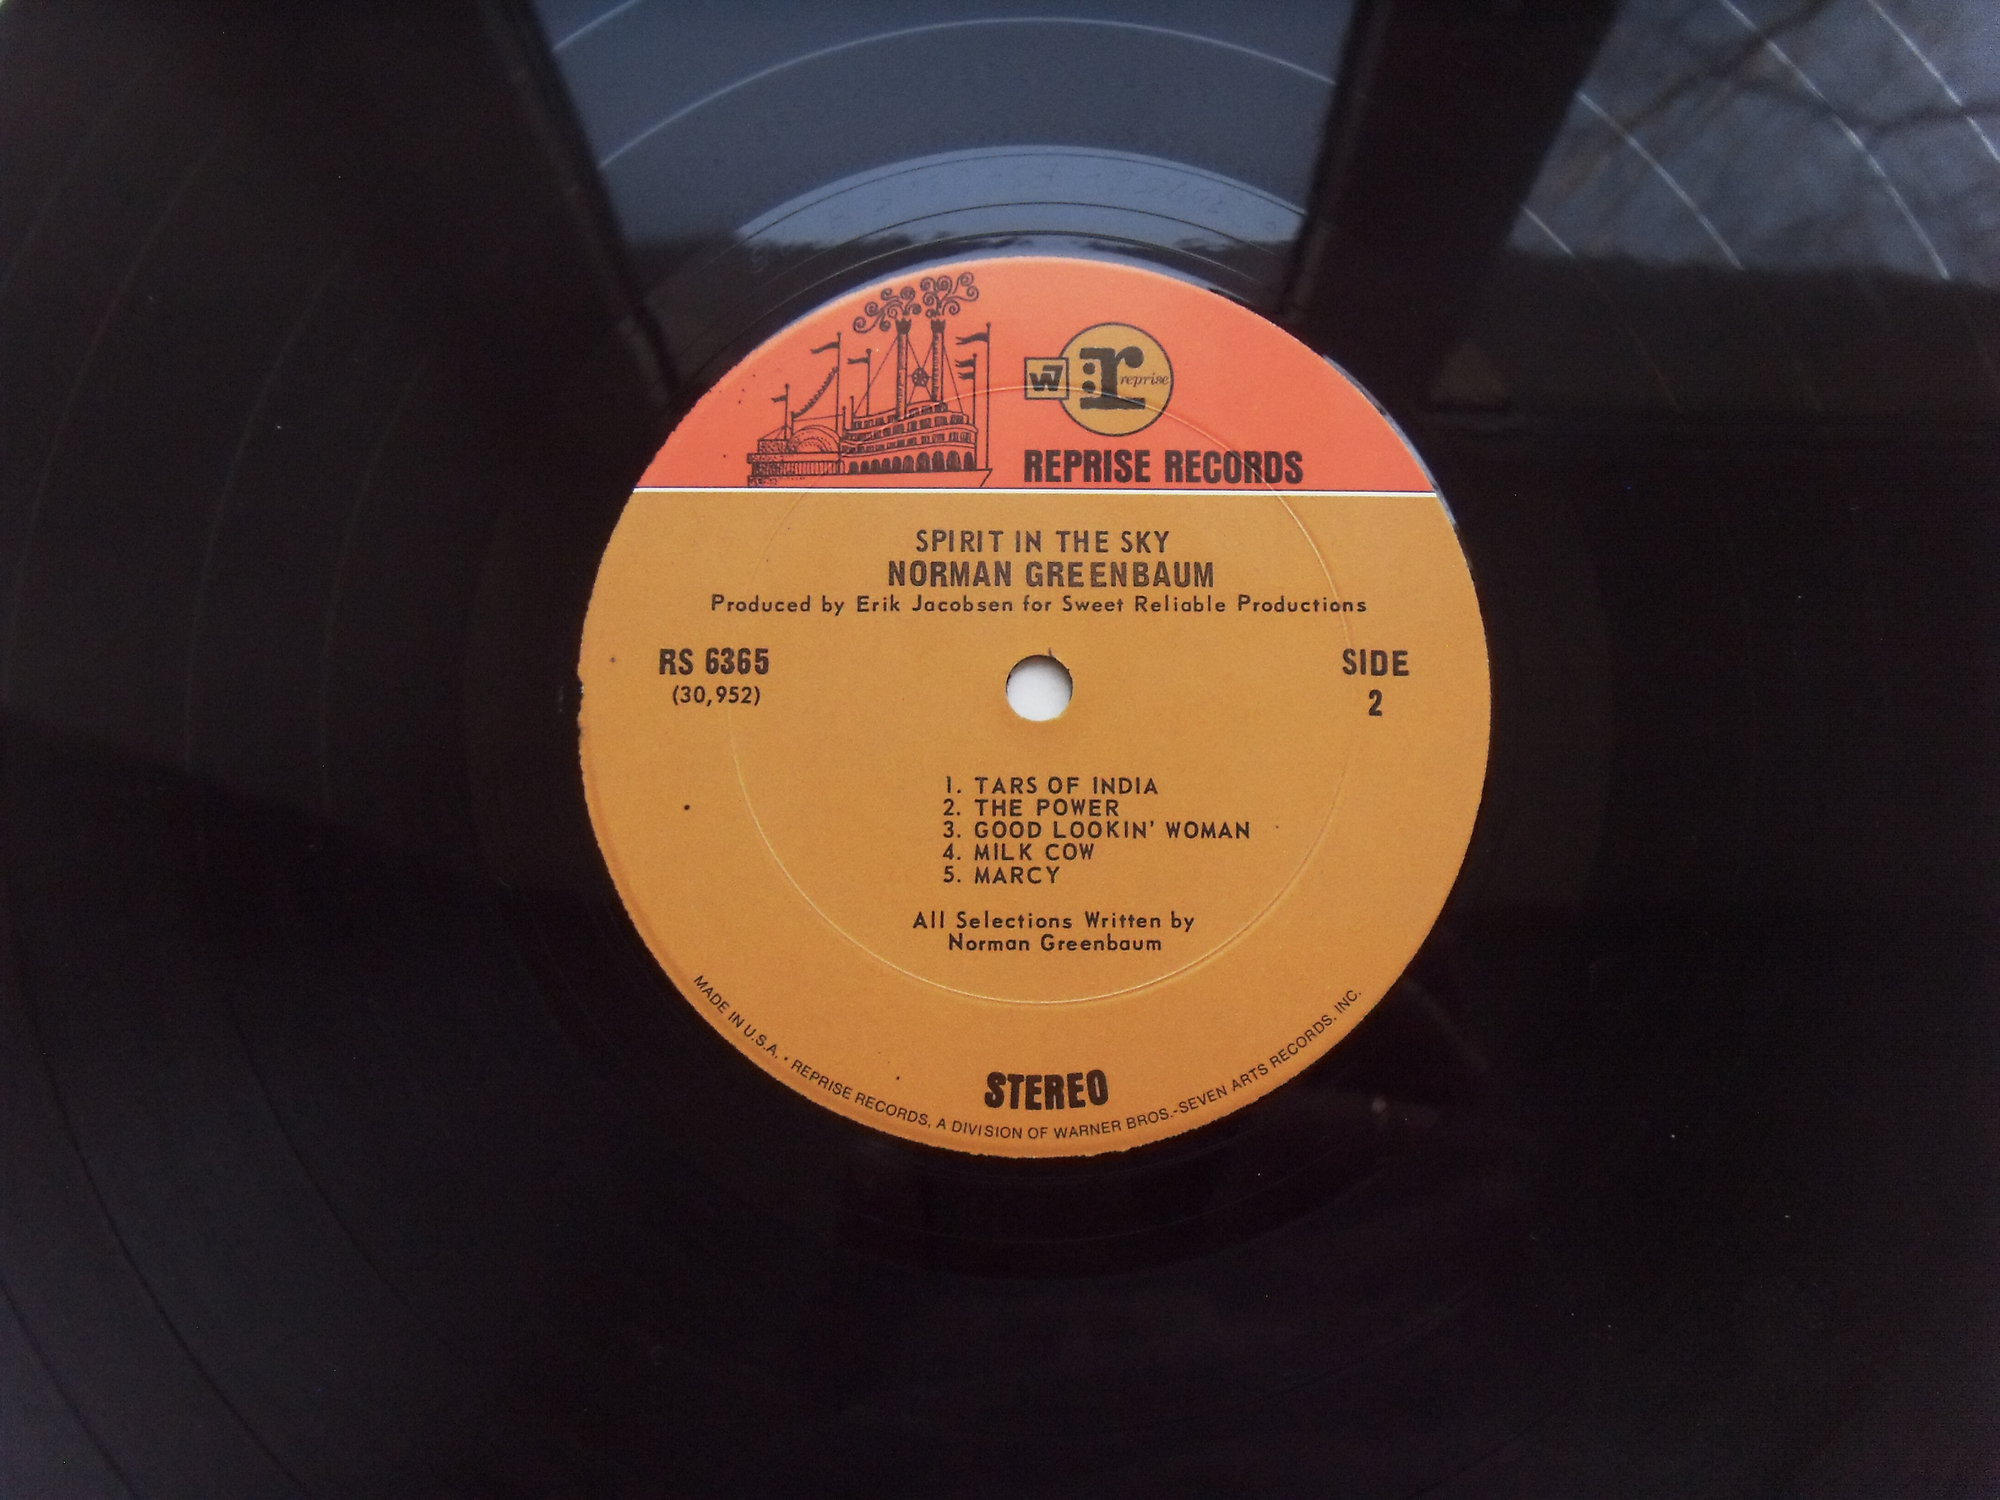 W7
r
reprise
REPRISE RECORDS
SPIRIT IN THE SKY
NORMAN GREENBAUM
Produced by Erik Jacobsen for Sweet Reliable Productions
RS 6365
(30,952)
SIDE
2
1. TARS OF INDIA
2. THE POWER
3. GOOD LOOKIN' WOMAN
4. MILK COW
5. MARCY
All Selections Written by
Norman Greenbaum
STEREO
MADE IN U.S.A. • REPRISE RECORDS, A DIVISION OF WARNER BROS.-SEVEN ARTS RECORDS, INC.